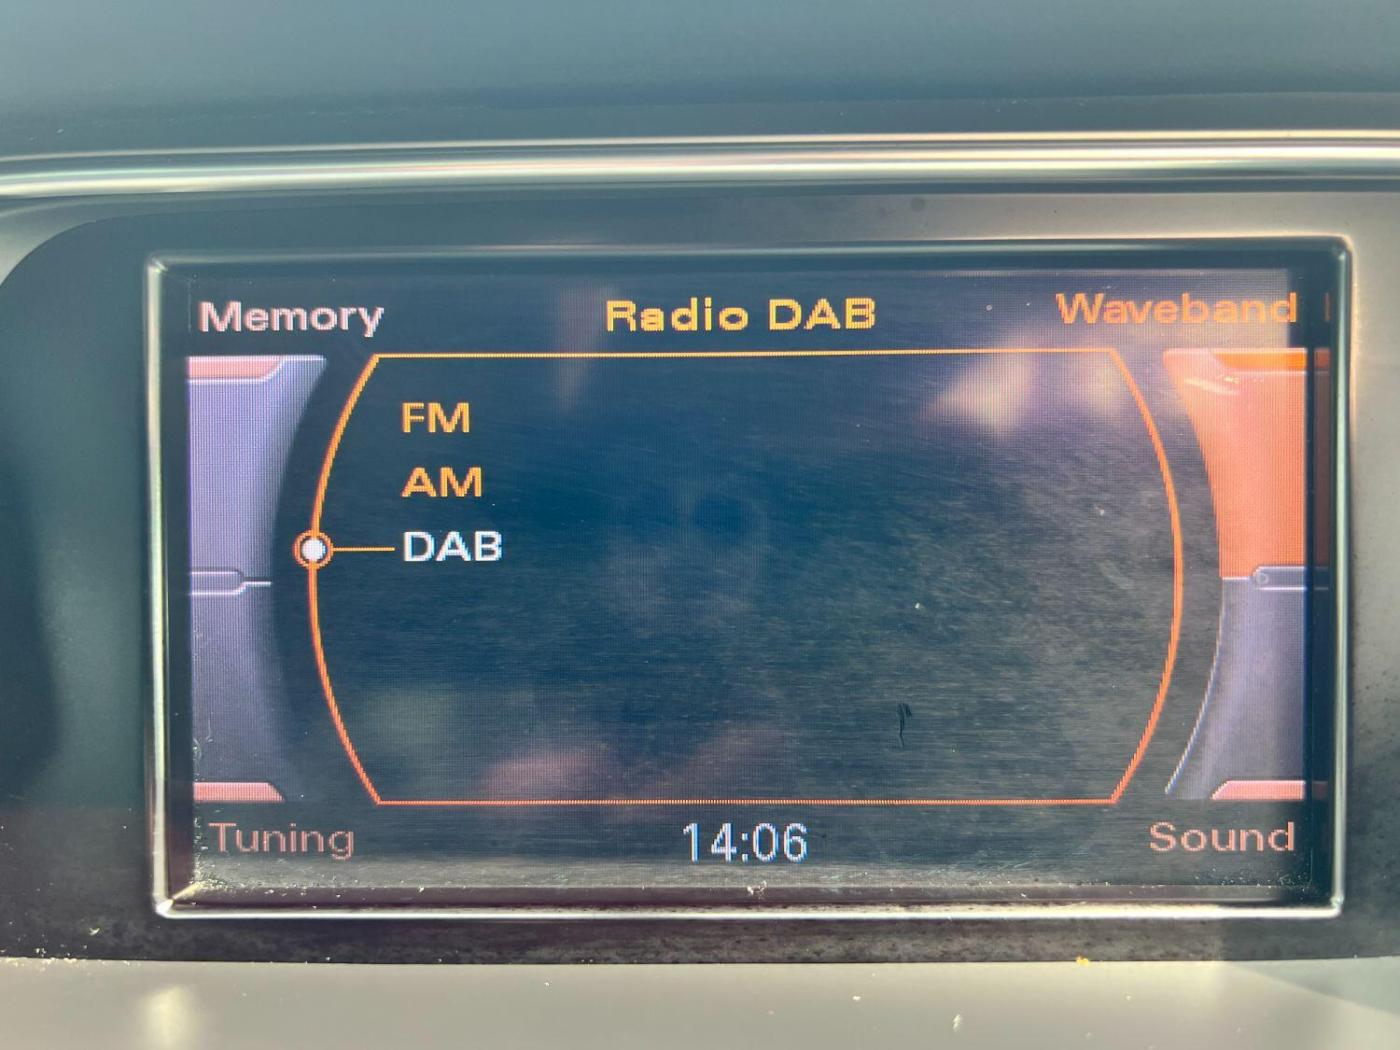 Memory
Radio DAB
Waveband
FM
AM
DAB
Tuning
14:06
Sound